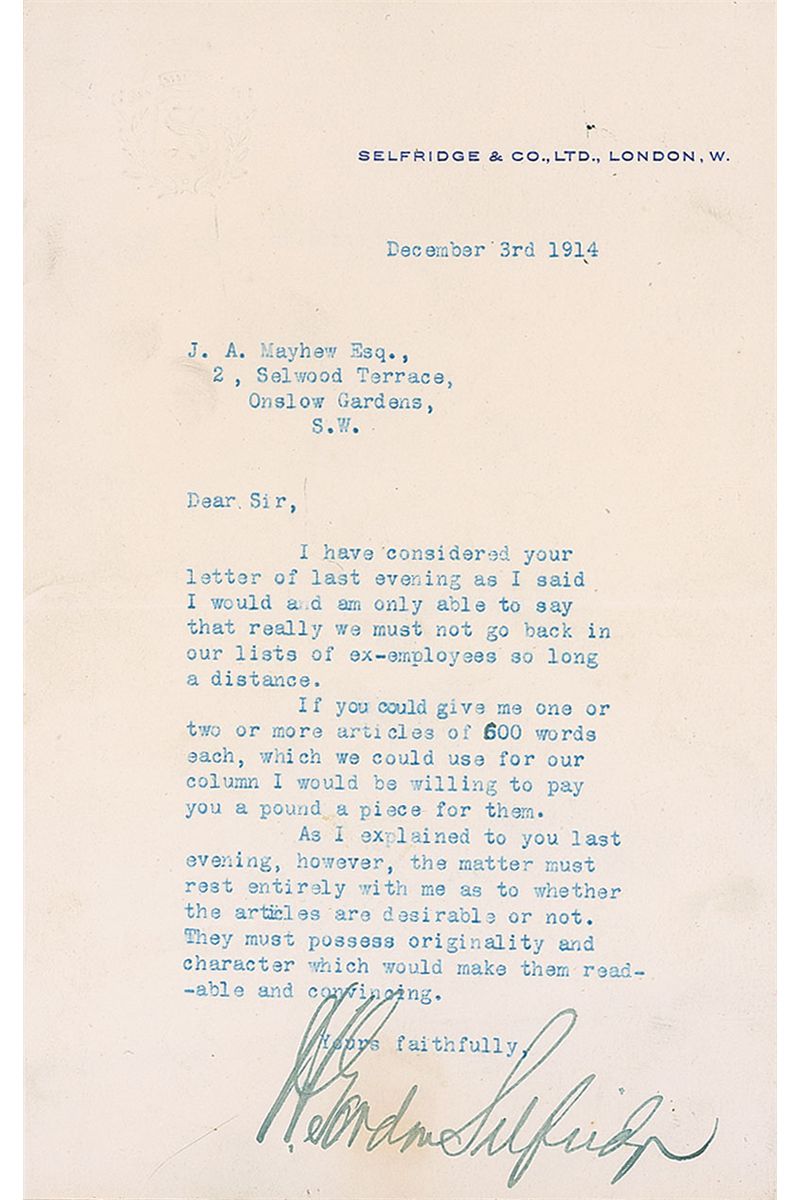 SELFRIDGE & CO., LTD., LONDON, W.
December 3rd 1914
J. A. Mayhew Esq.,
2, Selwood Terrace,
Onslow Gardens,
S.W.
Dear Sir,
I have considered your
letter of last evening as I said
I would and am only able to say
that really we must not go back in
our lists of ex-employees so long
a distance.
If you could give me one or
two or more articles of 600 words
each, which we could use for our
column I would be willing to pay
you a pound a piece for them.
As I explained to you last
evening, however, the matter must
rest entirely with me as to whether
the articles are desirable or not.
They must possess originality and
character which would make them read-
-able and convincing.
Yours faithfully,
H. Gordon Selfridge